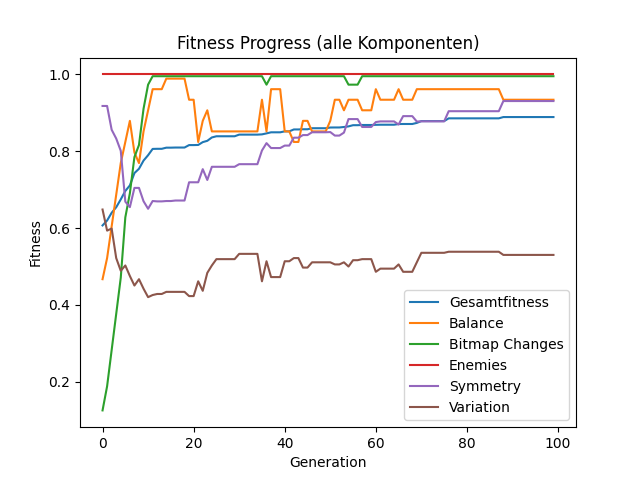 Fitness Progress (alle Komponenten)
1.0
0.8
0.6
0.4
0.2
Fitness
0 20 40 60 80 100
Generation
Gesamtfitness
Balance
Bitmap Changes
Enemies
Symmetry
Variation